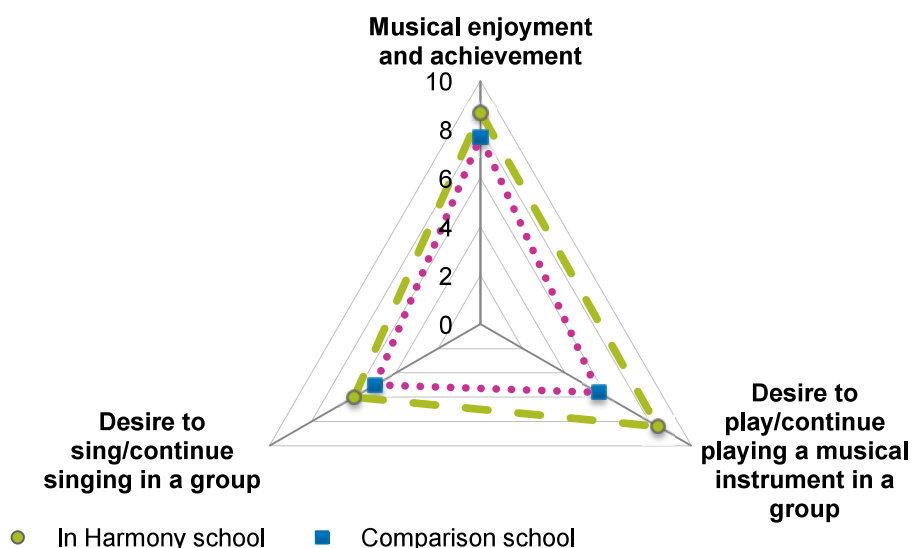 Musical enjoyment
and achievement
10
8
6
4
2
0
Desire to
sing/continue
singing in a group
Desire to
play/continue
playing a musical
instrument in a
group
In Harmony school
Comparison school